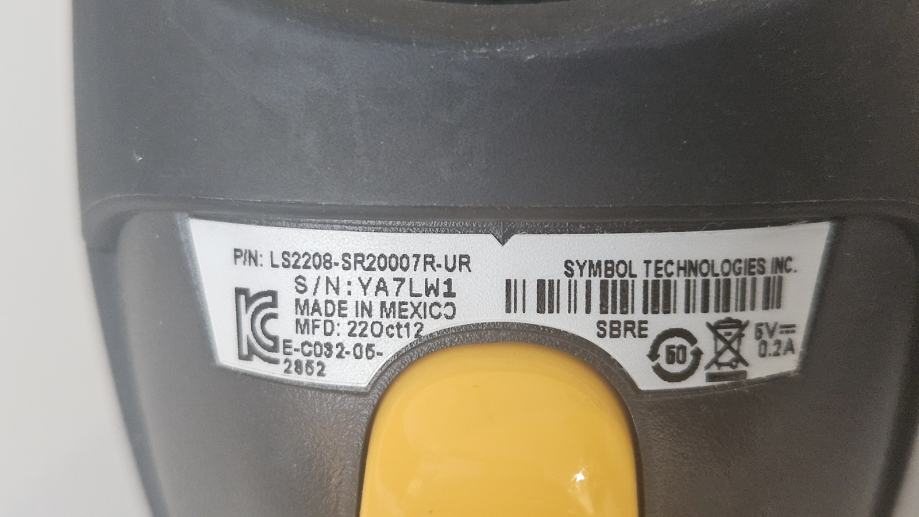 P/N: LS2208-SR20007R-UR
S/N:YA7LW1
MADE IN MEXICO
MFD: 22Oct12
E-C032-05-
2852
SYMBOL TECHNOLOGIES INC.
SBRE
50
5V⎓
0.2A